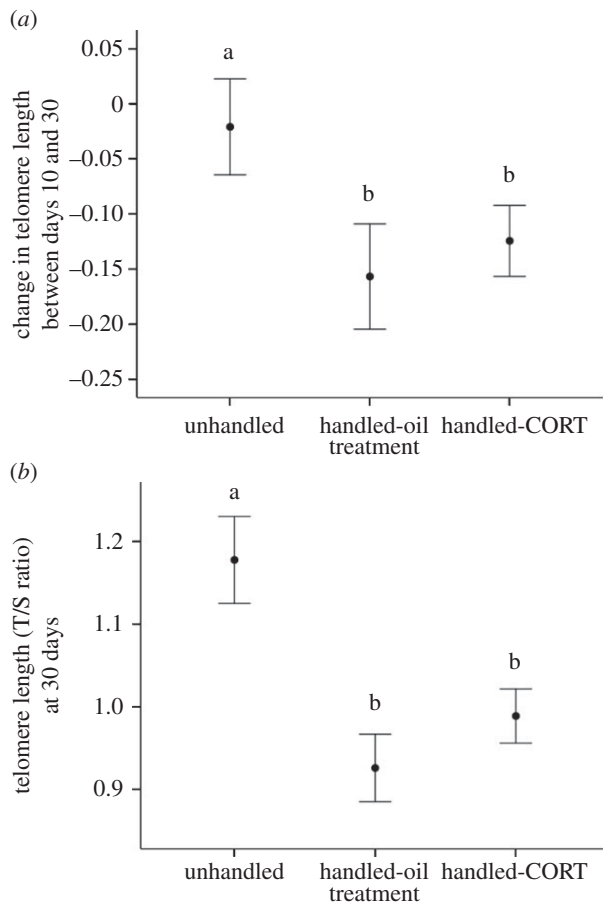 (a)
change in telomere length
between days 10 and 30
0.05
0
–0.05
–0.10
–0.15
–0.20
–0.25
a
b
b
unhandled
handled-oil
treatment
handled-CORT
(b)
telomere length (T/S ratio)
at 30 days
1.2
1.1
1.0
0.9
a
b
b
unhandled
handled-oil
treatment
handled-CORT